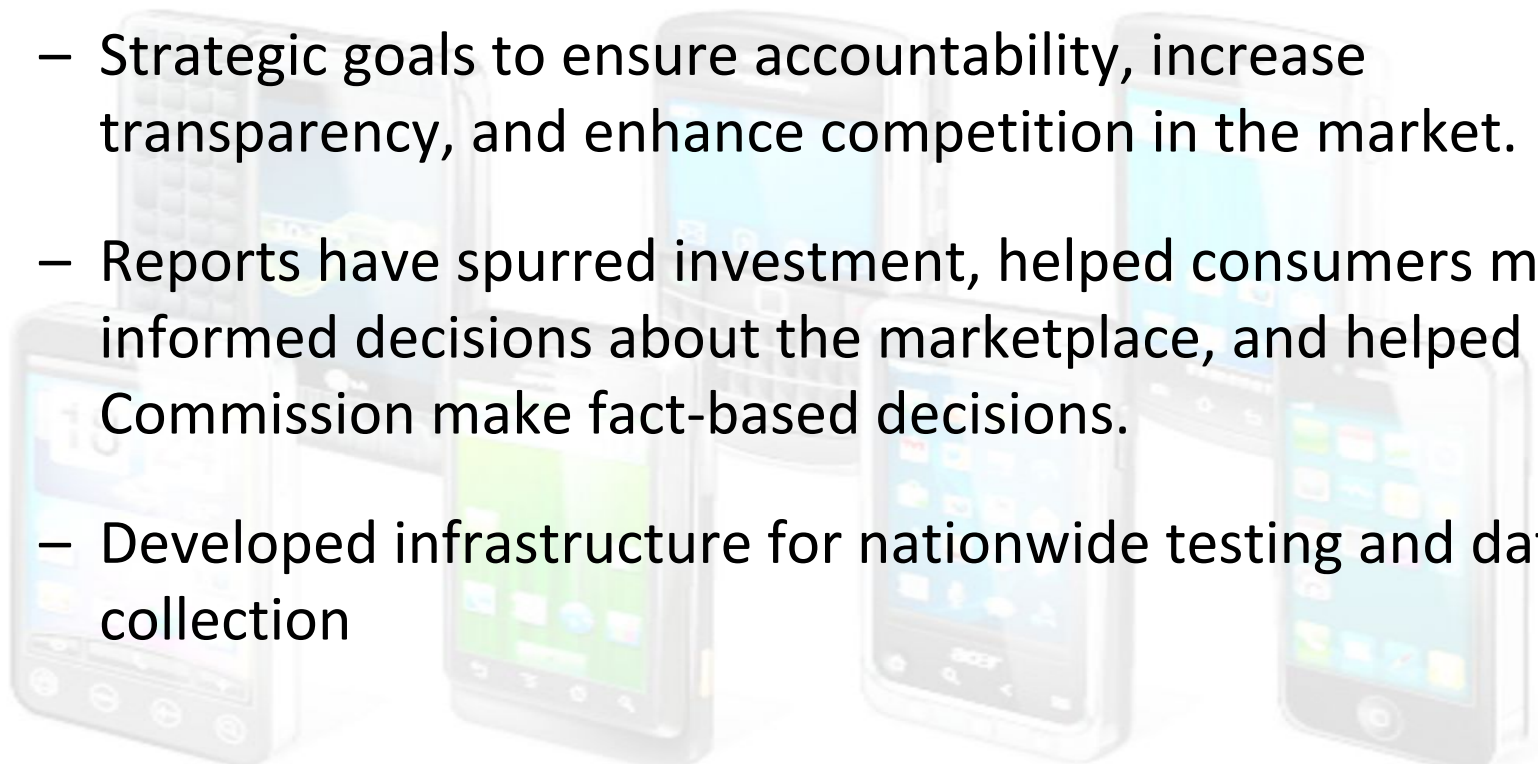 – Strategic goals to ensure accountability, increase
transparency, and enhance competition in the market.
– Reports have spurred investment, helped consumers m
informed decisions about the marketplace, and helped
Commission make fact-based decisions.
– Developed infrastructure for nationwide testing and da
collection
acer